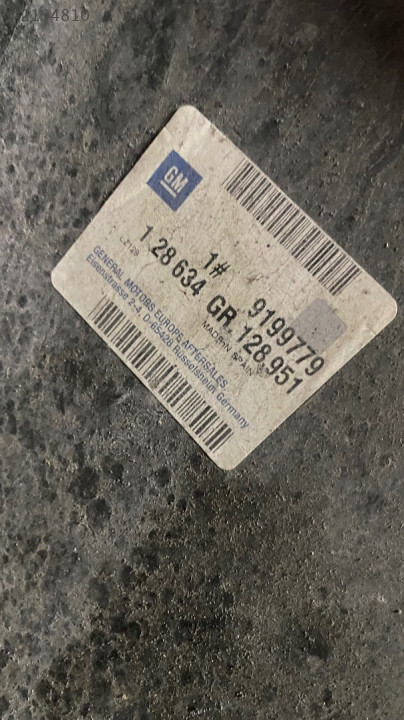 GM
1# 9199779
1 28 634 GR. 128,951
LZ129
MADE IN SPAIN
GENERAL MOTORS EUROPE AFTERSALES
Eisenstrasse 2-4, D-65428 Rüsselsheim Germany